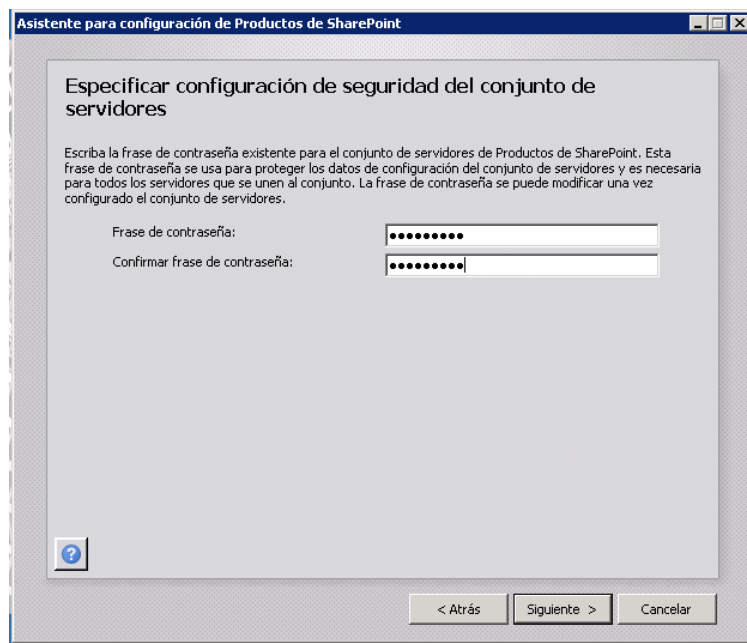 Asistente para configuración de Productos de SharePoint
Especificar configuración de seguridad del conjunto de
servidores
Escriba la frase de contraseña existente para el conjunto de servidores de Productos de SharePoint. Esta
frase de contraseña se usa para proteger los datos de configuración del conjunto de servidores y es necesaria
para todos los servidores que se unen al conjunto. La frase de contraseña se puede modificar una vez
configurado el conjunto de servidores.
Frase de contraseña: ●●●●●●●●●
Confirmar frase de contraseña: ●●●●●●●●●
?
< Atrás Siguiente > Cancelar